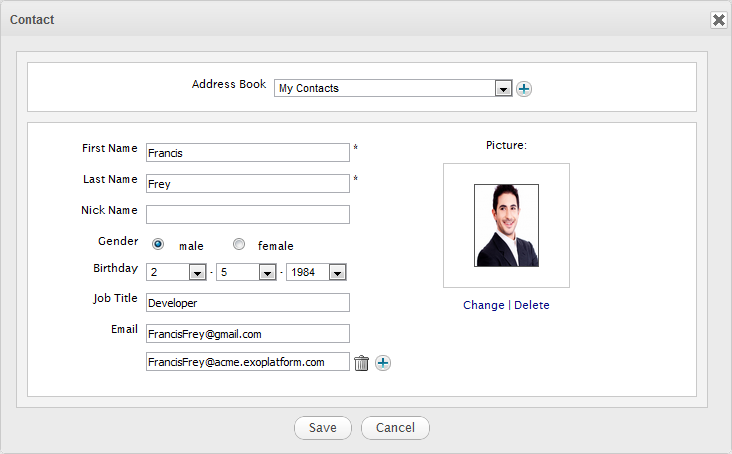 Contact
Address Book My Contacts
First Name Francis *
Picture:
Last Name Frey *
Nick Name
Gender male female
Birthday 2 - 5 - 1984
Job Title Developer
Change | Delete
Email FrancisFrey@gmail.com
FrancisFrey@acme.exoplatform.com
Save Cancel